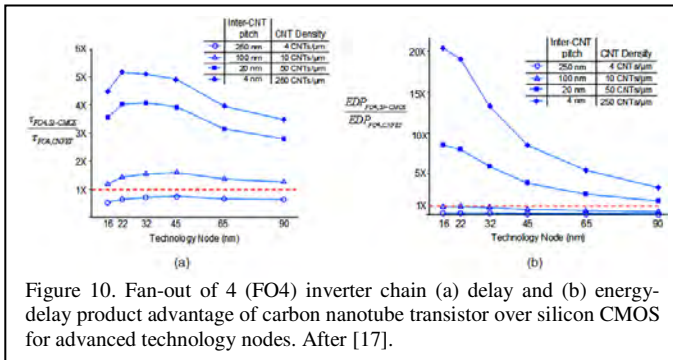 Inter-CNT pitch CNT Density
250 nm 4 CNTs/µm
100 nm 10 CNTs/µm
20 nm 50 CNTs/µm
4 nm 250 CNTs/µm
6X
5X
4X
3X
2X
1X
τFO4,Si-CMOS
τFO4,CNFET
16 22 32 45 65 90
Technology Node (nm)
(a)
Inter-CNT pitch CNT Density
250 nm 4 CNTs/µm
100 nm 10 CNTs/µm
20 nm 50 CNTs/µm
4 nm 250 CNTs/µm
20X
15X
10X
5X
1X
EDPFO4,Si-CMOS
EDPFO4,CNFET
16 22 32 45 65 90
Technology Node (nm)
(b)
Figure 10. Fan-out of 4 (FO4) inverter chain (a) delay and (b) energy-
delay product advantage of carbon nanotube transistor over silicon CMOS
for advanced technology nodes. After [17].